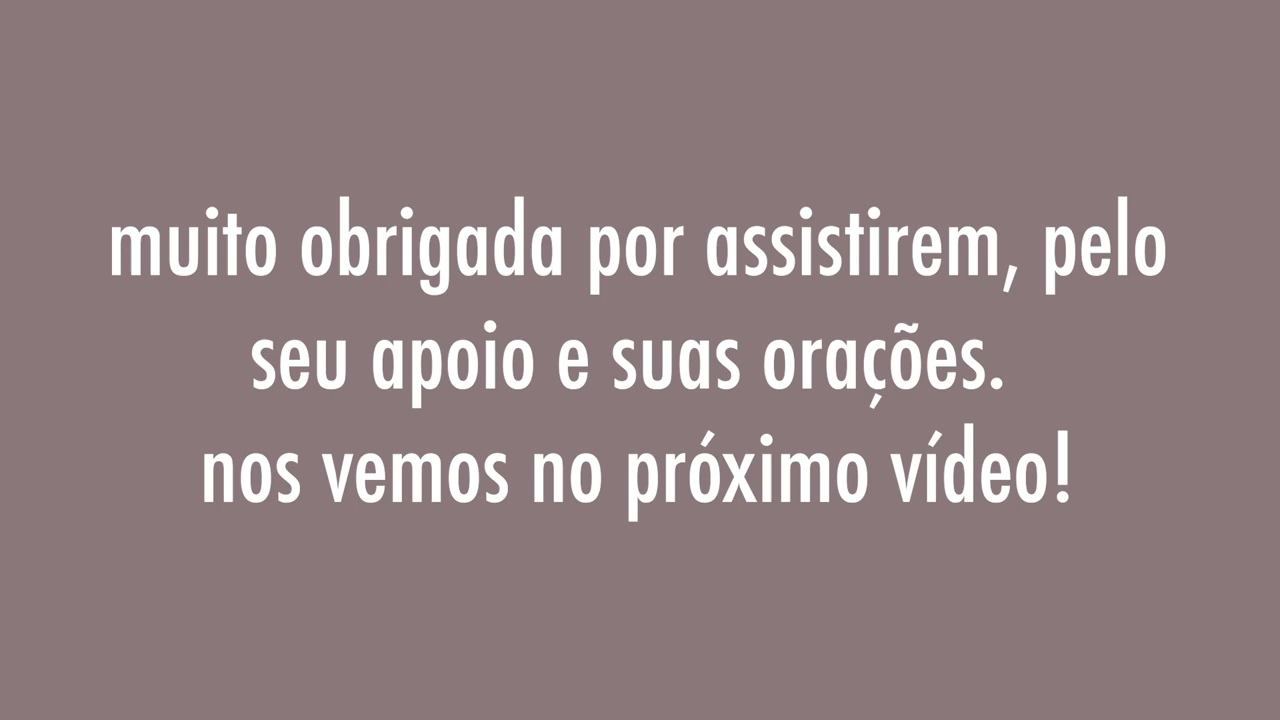 muito obrigada por assistirem, pelo
seu apoio e suas orações.
nos vemos no próximo vídeo!